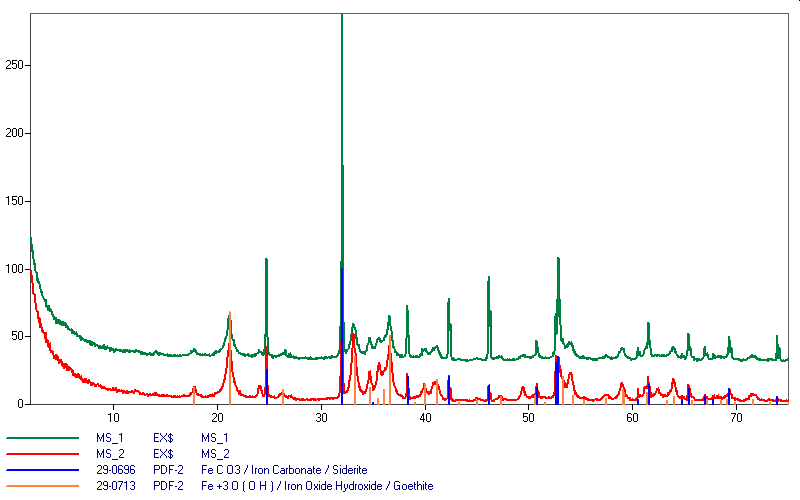 250
200
150
100
50
0
10 20 30 40 50 60 70
MS_1 EX$ MS_1
MS_2 EX$ MS_2
29-0696 PDF-2 Fe C O3 / Iron Carbonate / Siderite
29-0713 PDF-2 Fe +3 O ( O H ) / Iron Oxide Hydroxide / Goethite